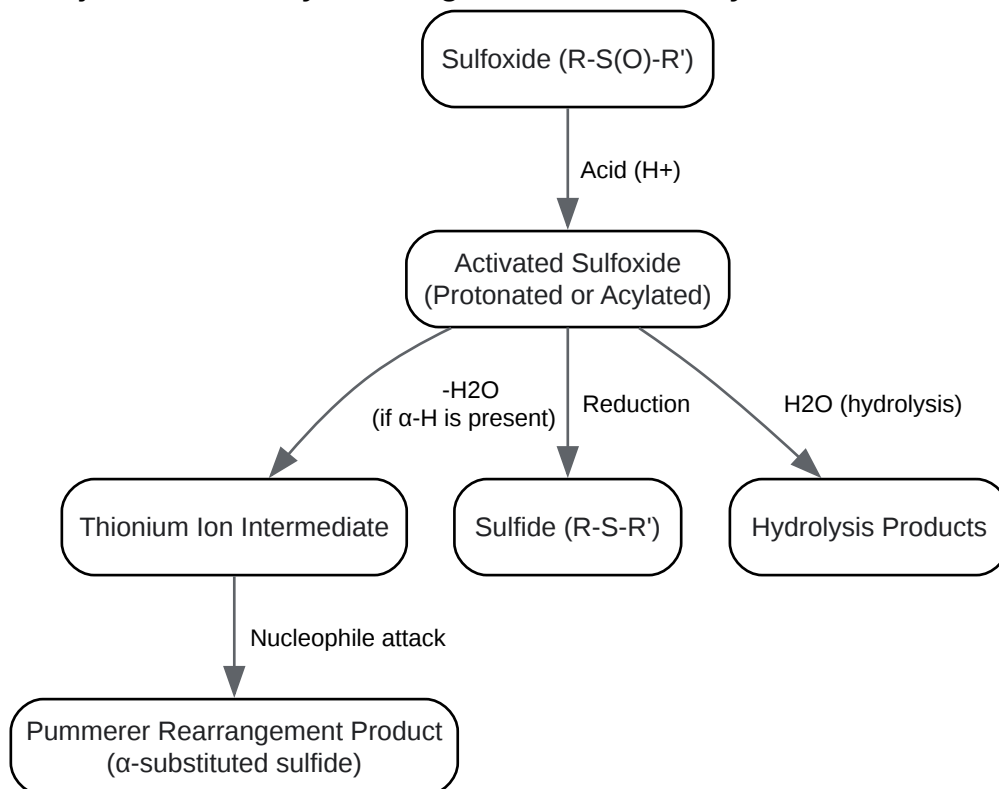 Sulfoxide (R-S(O)-R')
Acid (H+)
Activated Sulfoxide
(Protonated or Acylated)
-H2O
(if α-H is present)
Reduction
H2O (hydrolysis)
Thionium Ion Intermediate
Sulfide (R-S-R')
Hydrolysis Products
Nucleophile attack
Pummerer Rearrangement Product
(α-substituted sulfide)